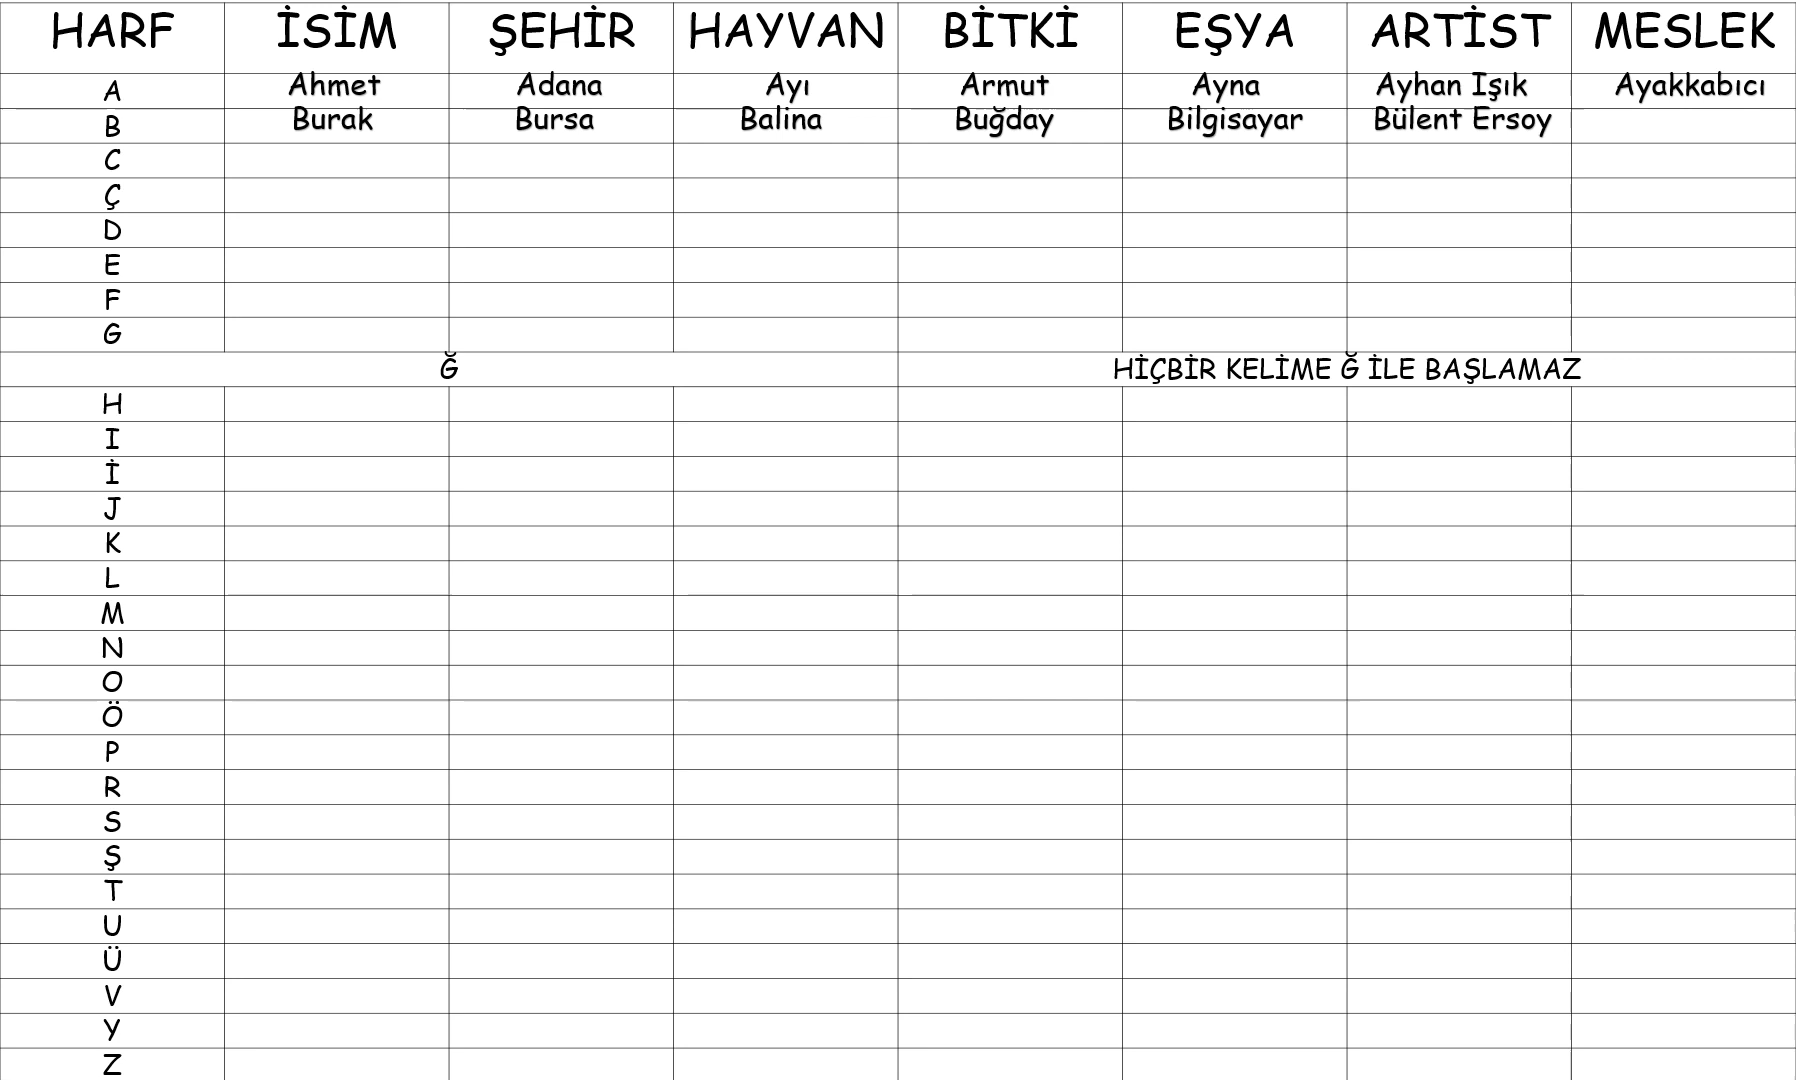 HARF İSİM ŞEHİR HAYVAN BİTKİ EŞYA ARTİST MESLEK
A Ahmet Adana Ayı Armut Ayna Ayhan Işık Ayakkabıcı
B Burak Bursa Balina Buğday Bilgisayar Bülent Ersoy
C
Ç
D
E
F
G
Ğ HİÇBİR KELİME Ğ İLE BAŞLAMAZ
H
I
İ
J
K
L
M
N
O
Ö
P
R
S
Ş
T
U
Ü
V
Y
Z